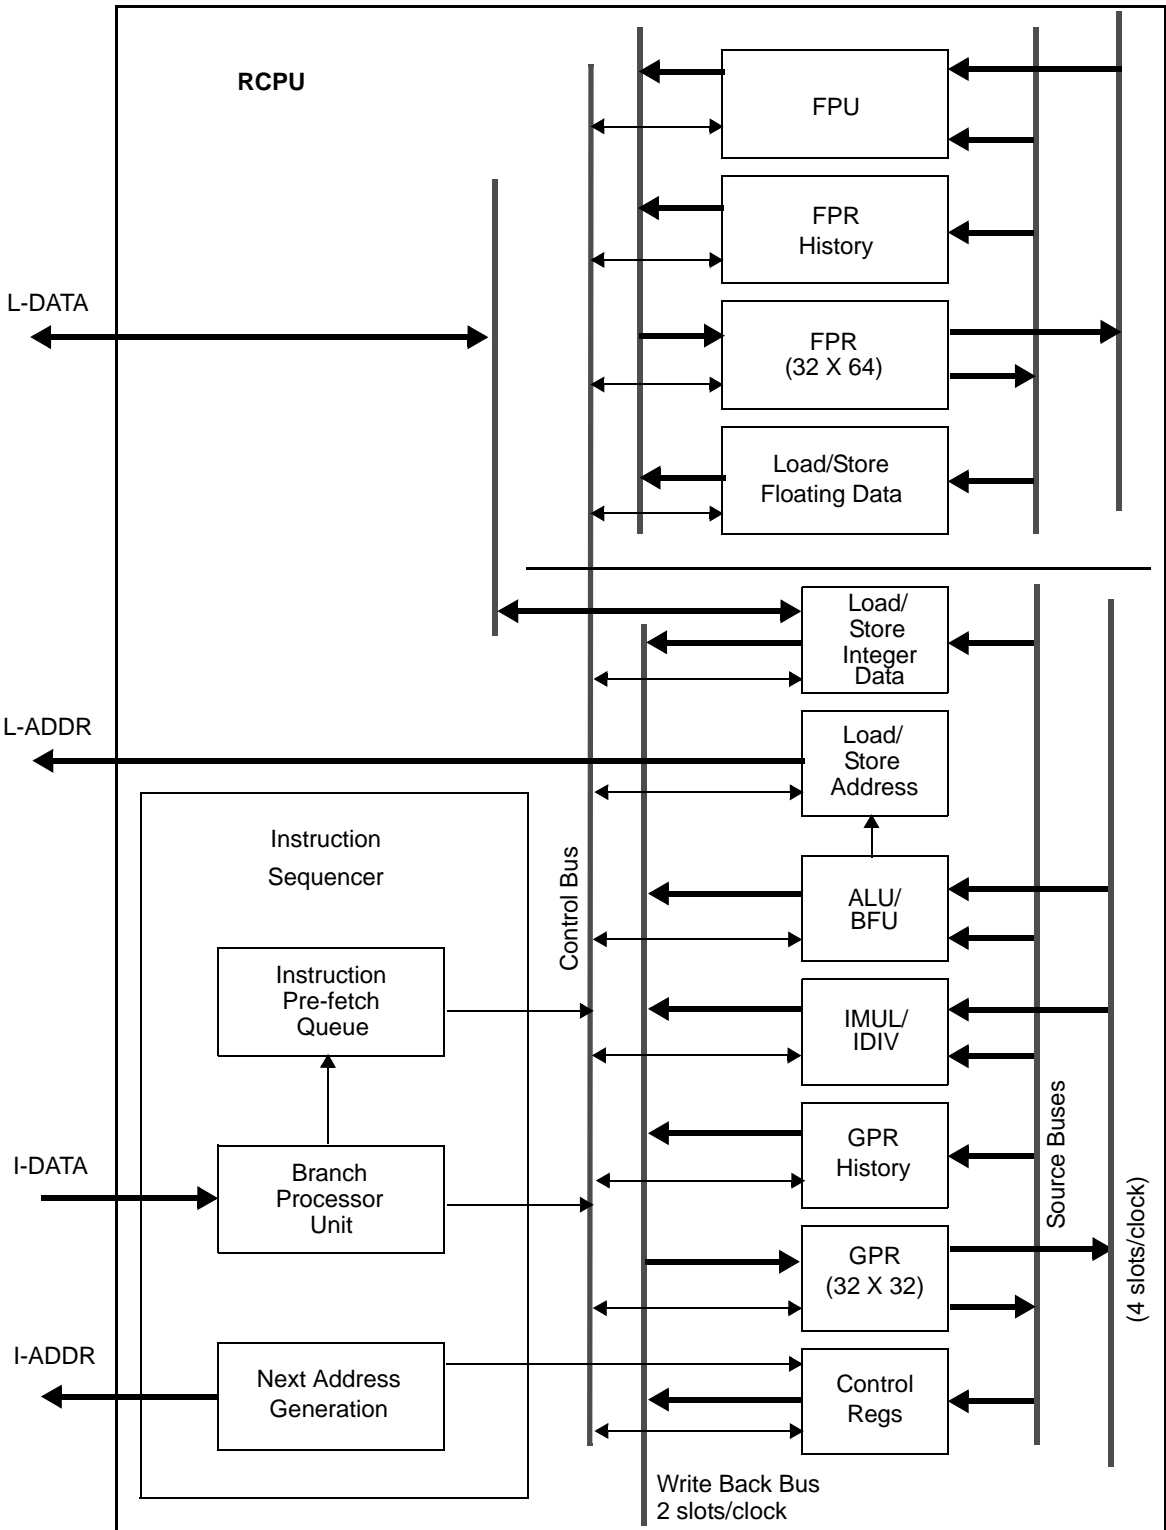 RCPU
FPU
FPR
History
L-DATA
FPR
(32 X 64)
Load/Store
Floating Data
Load/
Store
Integer
Data
L-ADDR
Load/
Store
Address
Instruction
Sequencer
Control Bus
ALU/
BFU
Instruction
Pre-fetch
Queue
IMUL/
IDIV
Source Buses
(4 slots/clock)
GPR
History
I-DATA
Branch
Processor
Unit
GPR
(32 X 32)
I-ADDR
Next Address
Generation
Control
Regs
Write Back Bus
2 slots/clock